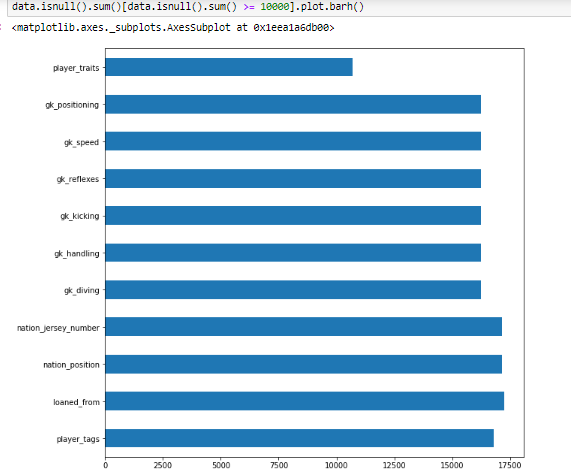 data.isnull().sum()[data.isnull().sum() >= 10000].plot.barh()
<matplotlib.axes._subplots.AxesSubplot at 0x1eea1a6db00>
player_traits
gk_positioning
gk_speed
gk_reflexes
gk_kicking
gk_handling
gk_diving
nation_jersey_number
nation_position
loaned_from
player_tags
0 2500 5000 7500 10000 12500 15000 17500